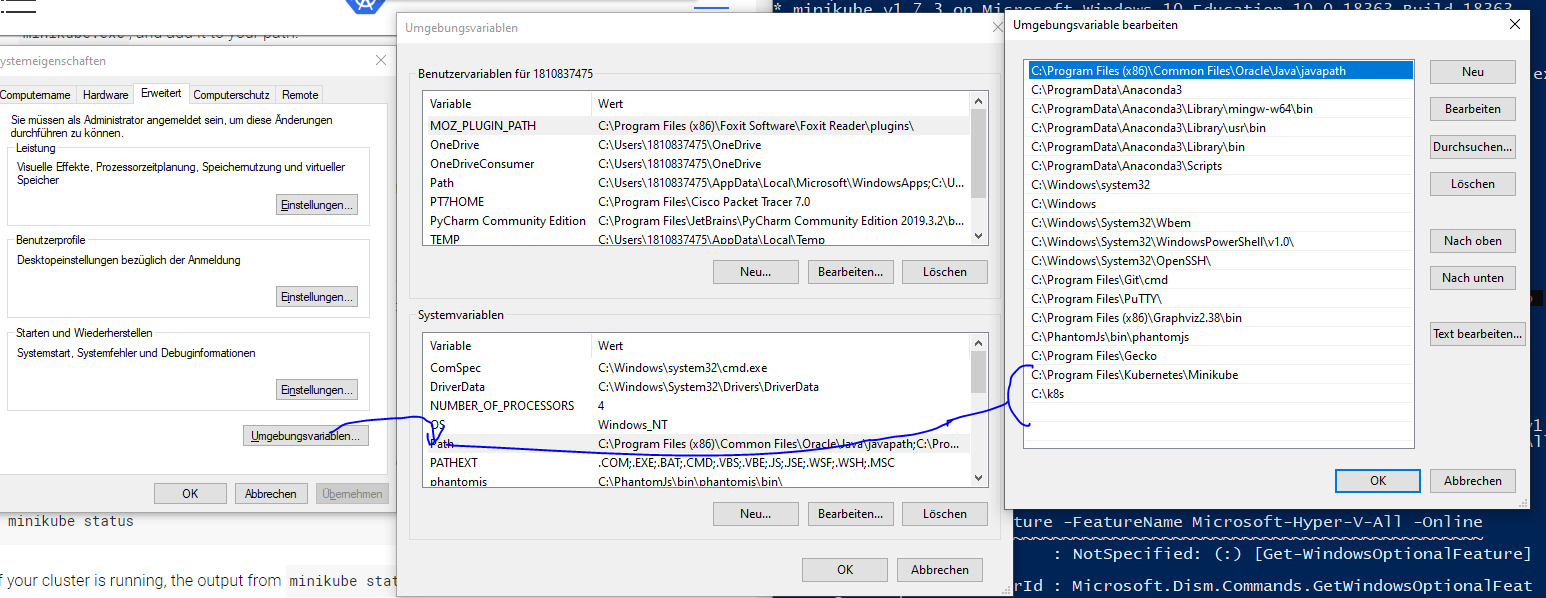 * minikube v1.7.3 on Microsoft Windows 10 Education 10.0.18363 Build 18363
minikube.exe, and add it to your path.
ystemeigenschaften
Computername
Hardware
Erweitert
Computerschutz
Remote
Sie müssen als Administrator angemeldet sein, um diese Änderungen
durchführen zu können.
Leistung
Visuelle Effekte, Prozessorzeitplanung, Speichernutzung und virtueller
Speicher
Einstellungen...
Benutzerprofile
Desktopeinstellungen bezüglich der Anmeldung
Einstellungen...
Starten und Wiederherstellen
Systemstart, Systemfehler und Debuginformationen
Einstellungen...
Umgebungsvariablen...
OK
Abbrechen
Übernehmen
minikube status
f your cluster is running, the output from minikube stat
Umgebungsvariablen
Benutzervariablen für 1810837475
Variable Wert
MOZ_PLUGIN_PATH C:\Program Files (x86)\Foxit Software\Foxit Reader\plugins\
OneDrive C:\Users\1810837475\OneDrive
OneDriveConsumer C:\Users\1810837475\OneDrive
Path C:\Users\1810837475\AppData\Local\Microsoft\WindowsApps;C:\U...
PT7HOME C:\Program Files\Cisco Packet Tracer 7.0
PyCharm Community Edition C:\Program Files\JetBrains\PyCharm Community Edition 2019.3.2\b...
TEMP C:\Users\1810837475\AppData\Local\Temp
Neu...
Bearbeiten...
Löschen
Systemvariablen
Variable Wert
ComSpec C:\Windows\system32\cmd.exe
DriverData C:\Windows\System32\Drivers\DriverData
NUMBER_OF_PROCESSORS 4
OS Windows_NT
Path C:\Program Files (x86)\Common Files\Oracle\Java\javapath;C:\Pro...
PATHEXT .COM;.EXE;.BAT;.CMD;.VBS;.VBE;.JS;.JSE;.WSF;.WSH;.MSC
phantomjs C:\PhantomJs\bin\phantomjs\bin\
Neu...
Bearbeiten...
Löschen
OK
Abbrechen
Umgebungsvariable bearbeiten
C:\Program Files (x86)\Common Files\Oracle\Java\javapath
C:\ProgramData\Anaconda3
C:\ProgramData\Anaconda3\Library\mingw-w64\bin
C:\ProgramData\Anaconda3\Library\usr\bin
C:\ProgramData\Anaconda3\Library\bin
C:\ProgramData\Anaconda3\Scripts
C:\Windows\system32
C:\Windows
C:\Windows\System32\Wbem
C:\Windows\System32\WindowsPowerShell\v1.0\
C:\Windows\System32\OpenSSH\
C:\Program Files\Git\cmd
C:\Program Files\PuTTY\
C:\Program Files (x86)\Graphviz2.38\bin
C:\PhantomJs\bin\phantomjs
C:\Program Files\Gecko
C:\Program Files\Kubernetes\Minikube
C:\k8s
Neu
Bearbeiten
Durchsuchen...
Löschen
Nach oben
Nach unten
Text bearbeiten...
OK
Abbrechen
ture -FeatureName Microsoft-Hyper-V-All -Online
~~~~~~~~~~~~~~~~~~~~~~~~~~~~~~~~~~~~~~~~~~~~~~~
: NotSpecified: (:) [Get-WindowsOptionalFeature]
rId : Microsoft.Dism.Commands.GetWindowsOptionalFeat